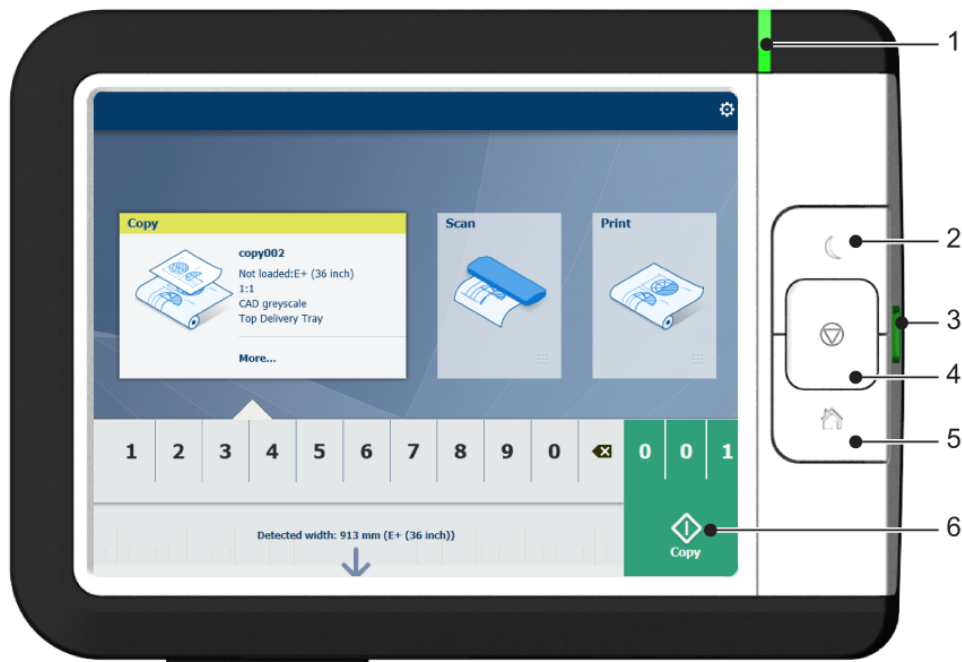 1
Copy
Scan
Print
copy002
Not loaded:E+ (36 inch)
1:1
CAD greyscale
Top Delivery Tray
More...
2
3
4
5
1 2 3 4 5 6 7 8 9 0 0 0 1
Detected width: 913 mm (E+ (36 inch))
Copy
6